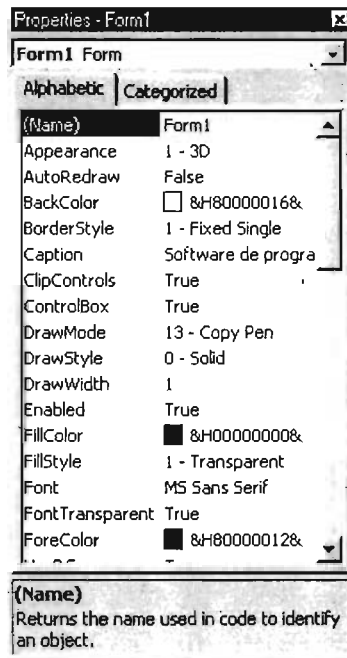 Properties - Form1
Form1 Form
Alphabetic Categorized
(Name) Form1
Appearance 1 - 3D
AutoRedraw False
BackColor &H80000016&
BorderStyle 1 - Fixed Single
Caption Software de progra
ClipControls True
ControlBox True
DrawMode 13 - Copy Pen
DrawStyle 0 - Solid
DrawWidth 1
Enabled True
FillColor &H00000000&
FillStyle 1 - Transparent
Font MS Sans Serif
FontTransparent True
ForeColor &H80000012&
(Name)
Returns the name used in code to identify
an object.